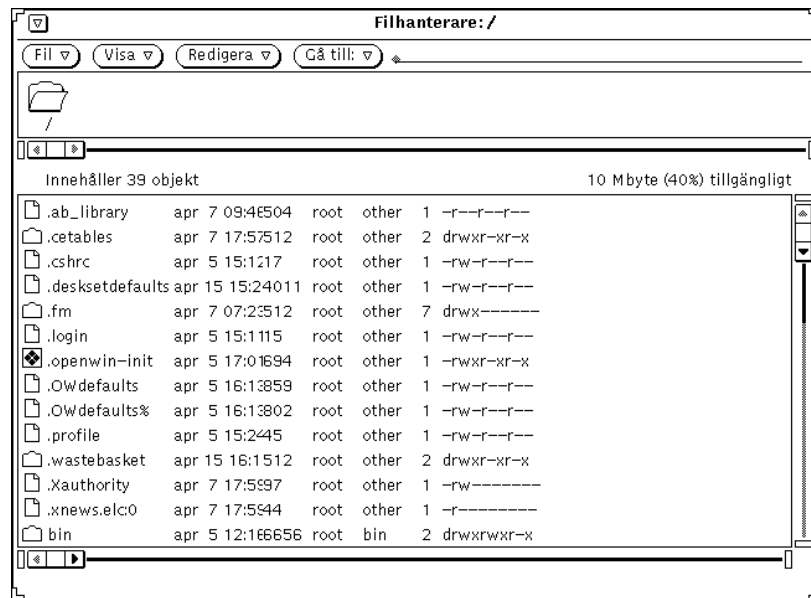 Filhanterare: /
Fil Visa Redigera Gå till:
/
Innehåller 39 objekt 10 Mbyte (40%) tillgängligt
.ab_library apr 7 09:46504 root other 1 -r--r--r--
.cetables apr 7 17:57512 root other 2 drwxr-xr-x
.cshrc apr 5 15:1217 root other 1 -rw-r--r--
.desksetdefaults apr 15 15:24011 root other 1 -rw-r--r--
.fm apr 7 07:23512 root other 7 drwx------
.login apr 5 15:1115 root other 1 -rw-r--r--
.openwin-init apr 5 17:01694 root other 1 -rwxr-xr-x
.OWdefaults apr 5 16:13859 root other 1 -rw-r--r--
.OWdefaults% apr 5 16:13802 root other 1 -rw-r--r--
.profile apr 5 15:2445 root other 1 -rw-r--r--
.wastebasket apr 15 16:1512 root other 2 drwxr-xr-x
.Xauthority apr 7 17:5997 root other 1 -rw-------
.xnews.elc:0 apr 7 17:5944 root other 1 -r--------
bin apr 5 12:166656 root bin 2 drwxrwxr-x